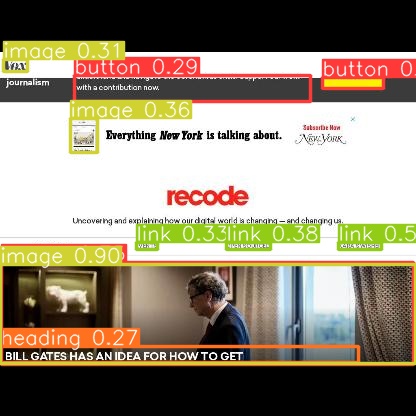 image 0.31
Vox
button 0.29
button 0.
journalism
with a contribution now.
image 0.36
Everything New York is talking about.
Subscribe Now
NEW YORK
recode
Uncovering and explaining how our digital world is changing — and changing us.
link 0.33
link 0.38
link 0.5
OPEN SOURCED
image 0.90
heading 0.27
BILL GATES HAS AN IDEA FOR HOW TO GET